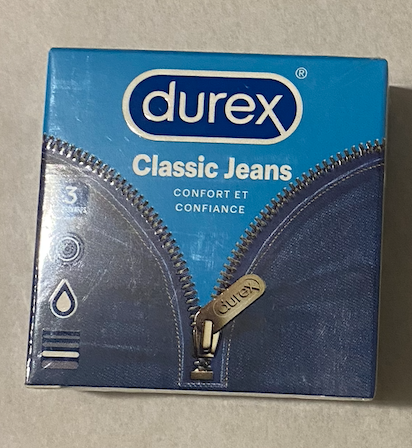 durex®
Classic Jeans
CONFORT ET
CONFIANCE
3
durex